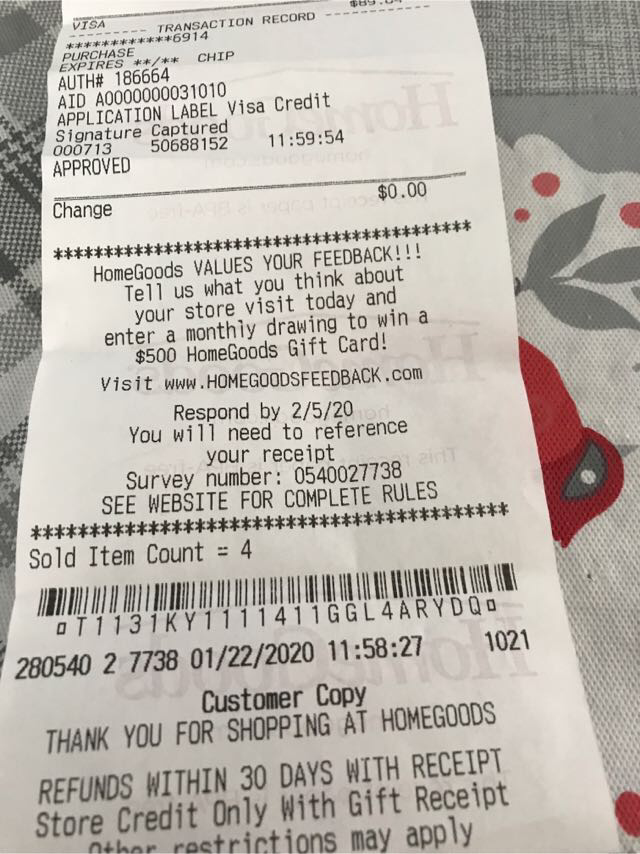 VISA
--------- TRANSACTION RECORD -----------
************6914
PURCHASE
EXPIRES **/** CHIP
AUTH# 186664
AID A0000000031010
APPLICATION LABEL Visa Credit
Signature Captured
000713 50688152 11:59:54
APPROVED
Change $0.00
****************************************
HomeGoods VALUES YOUR FEEDBACK!!!
Tell us what you think about
your store visit today and
enter a monthly drawing to win a
$500 HomeGoods Gift Card!
Visit www.HOMEGOODSFEEDBACK.com
Respond by 2/5/20
You will need to reference
your receipt
Survey number: 0540027738
SEE WEBSITE FOR COMPLETE RULES
****************************************
Sold Item Count = 4
T1131KY1111411GGL4ARYDQ
280540 2 7738 01/22/2020 11:58:27 1021
Customer Copy
THANK YOU FOR SHOPPING AT HOMEGOODS
REFUNDS WITHIN 30 DAYS WITH RECEIPT
Store Credit Only With Gift Receipt
Other restrictions may apply